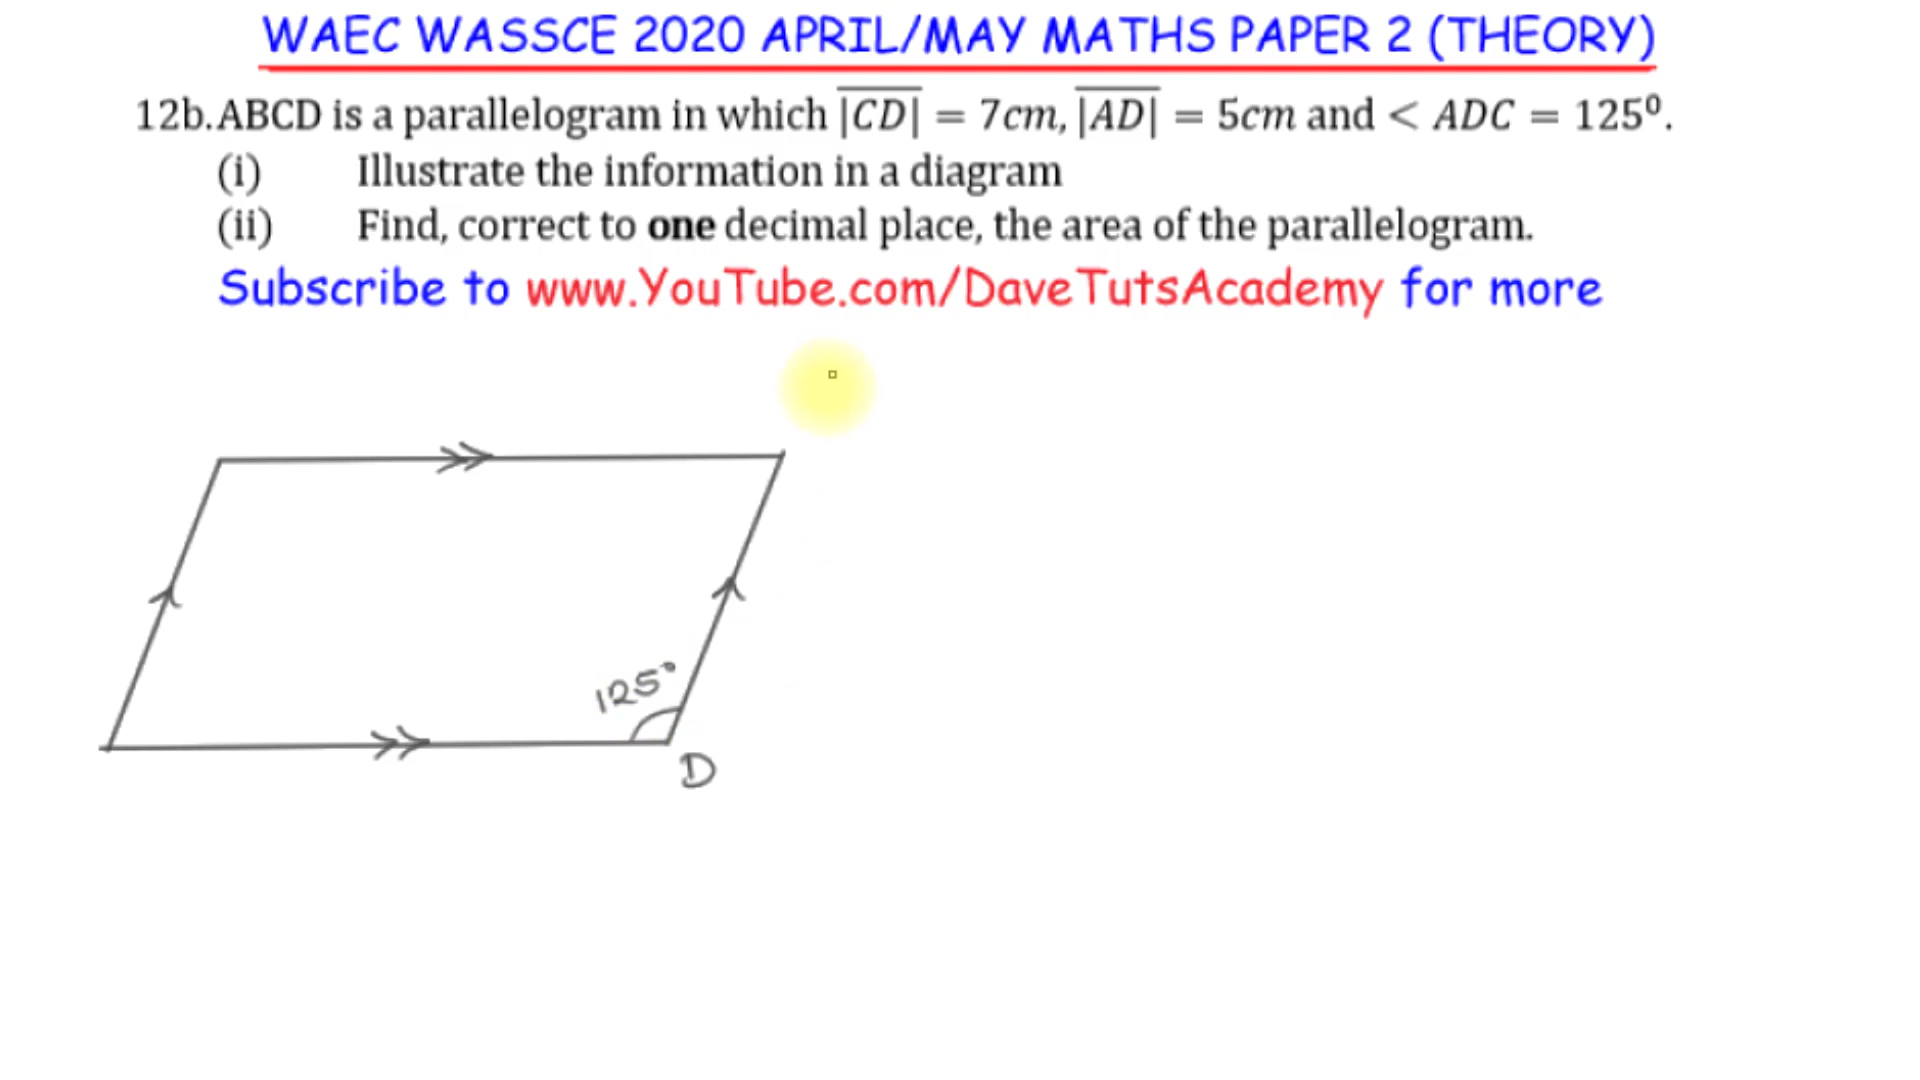 WAEC WASSCE 2020 APRIL/MAY MATHS PAPER 2 (THEORY)
12b.ABCD is a parallelogram in which |CD| = 7cm, |AD| = 5cm and < ADC = 125⁰.
(i) Illustrate the information in a diagram
(ii) Find, correct to one decimal place, the area of the parallelogram.
Subscribe to www.YouTube.com/DaveTutsAcademy for more
125°
D